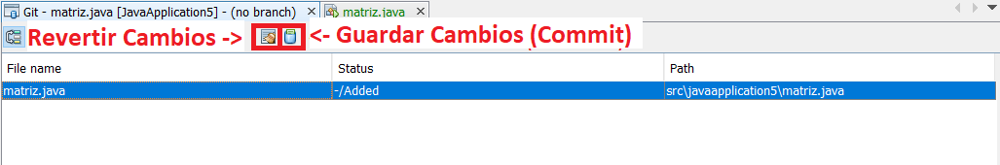 Git - matriz.java [JavaApplication5] - (no branch) matriz.java
Revertir Cambios -> <- Guardar Cambios (Commit)
File name Status Path
matriz.java -/Added src\javaapplication5\matriz.java